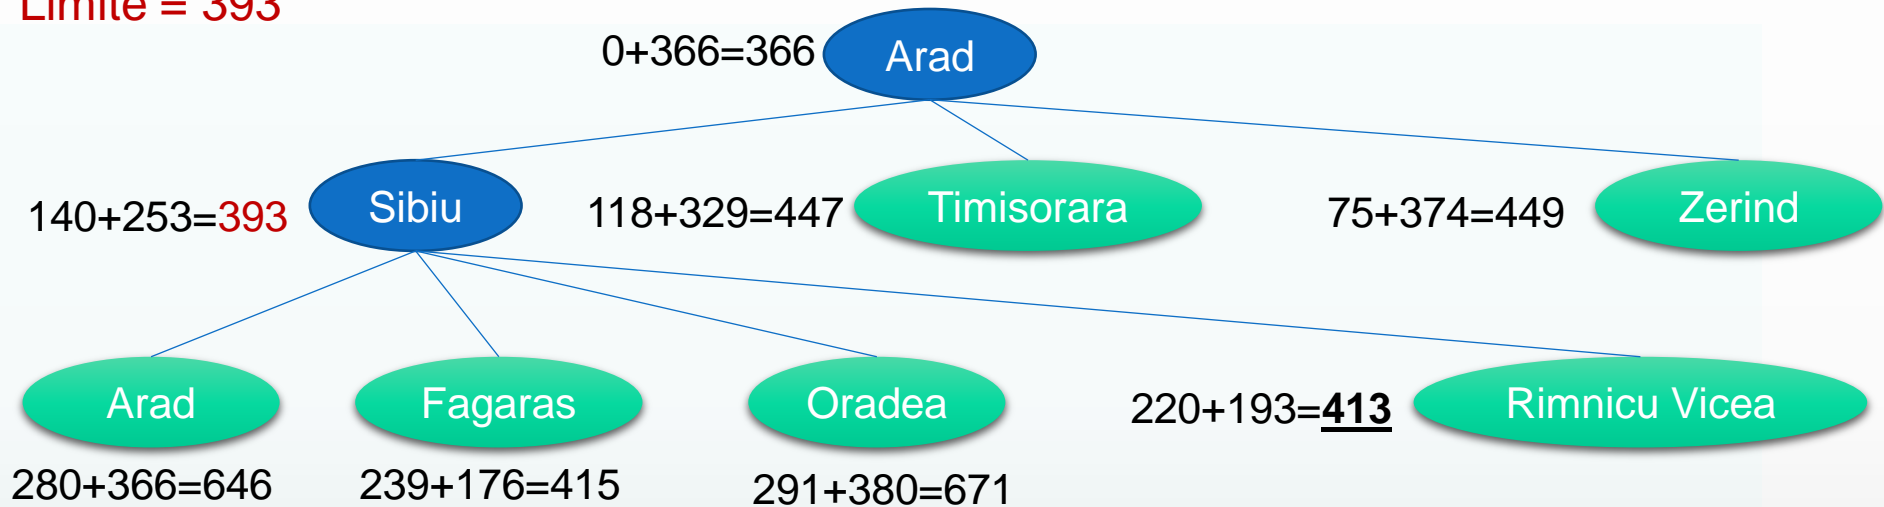 Limite = 393
0+366=366 Arad
140+253=393 Sibiu 118+329=447 Timisorara 75+374=449 Zerind
Arad Fagaras Oradea 220+193=413 Rimnicu Vicea
280+366=646 239+176=415 291+380=671